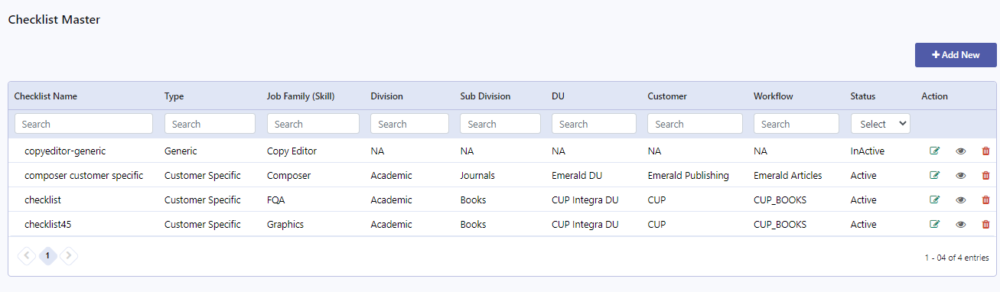 Checklist Master
Add New
Checklist Name Type Job Family (Skill) Division Sub Division DU Customer Workflow Status Action
Search Search Search Search Search Search Search Search Select
copyeditor-generic Generic Copy Editor NA NA NA NA NA InActive
composer customer specific Customer Specific Composer Academic Journals Emerald DU Emerald Publishing Emerald Articles Active
checklist Customer Specific FQA Academic Books CUP Integra DU CUP CUP_BOOKS Active
checklist45 Customer Specific Graphics Academic Books CUP Integra DU CUP CUP_BOOKS Active
1 1 - 04 of 4 entries